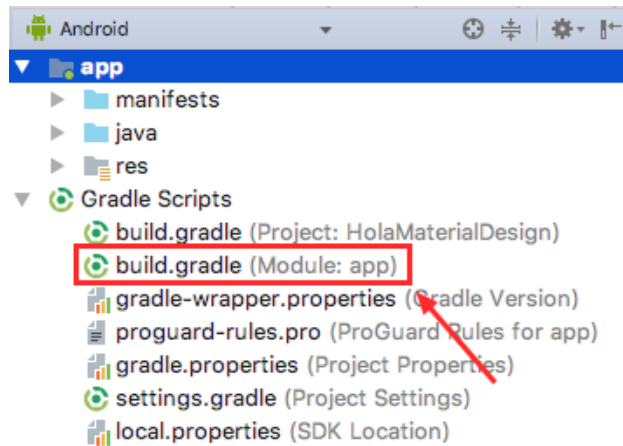 Android
app
manifests
java
res
Gradle Scripts
build.gradle (Project: HolaMaterialDesign)
build.gradle (Module: app)
gradle-wrapper.properties (Gradle Version)
proguard-rules.pro (ProGuard Rules for app)
gradle.properties (Project Properties)
settings.gradle (Project Settings)
local.properties (SDK Location)